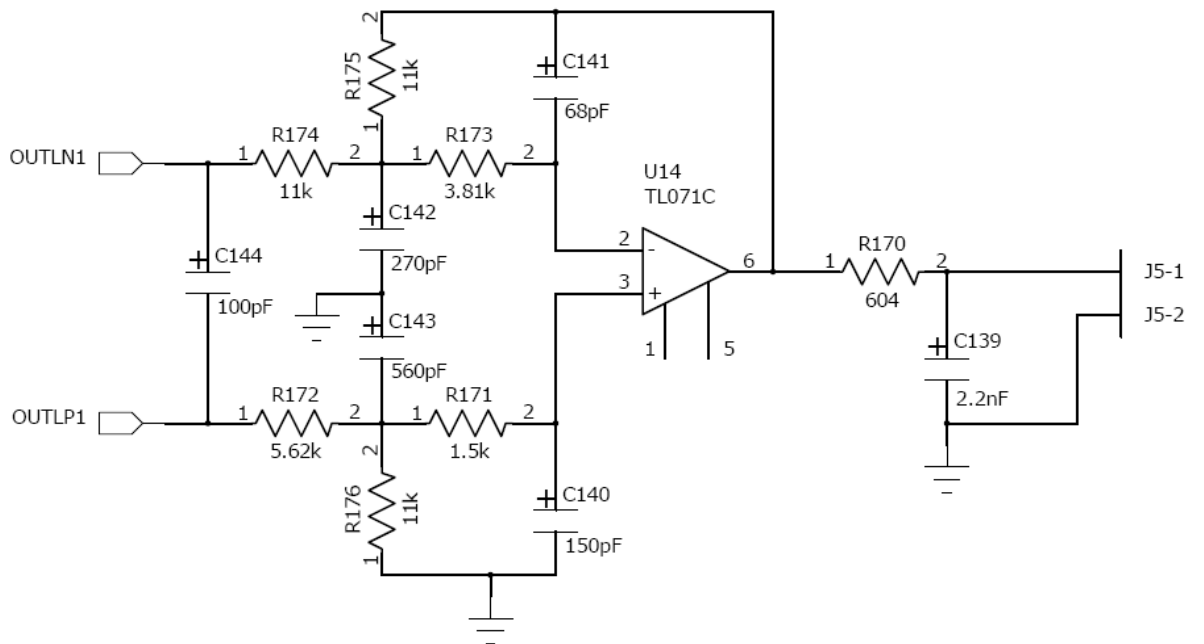 2
R175
11k
1
+
C141
68pF
OUTLN1
1
R174
2
11k
1
R173
2
3.81k
U14
TL071C
+
C142
270pF
+
C144
100pF
2
-
3
+
6
1
5
1
R170
2
604
J5-1
J5-2
+
C143
560pF
+
C139
2.2nF
OUTLP1
1
R172
2
5.62k
1
R171
2
1.5k
2
R176
11k
1
+
C140
150pF